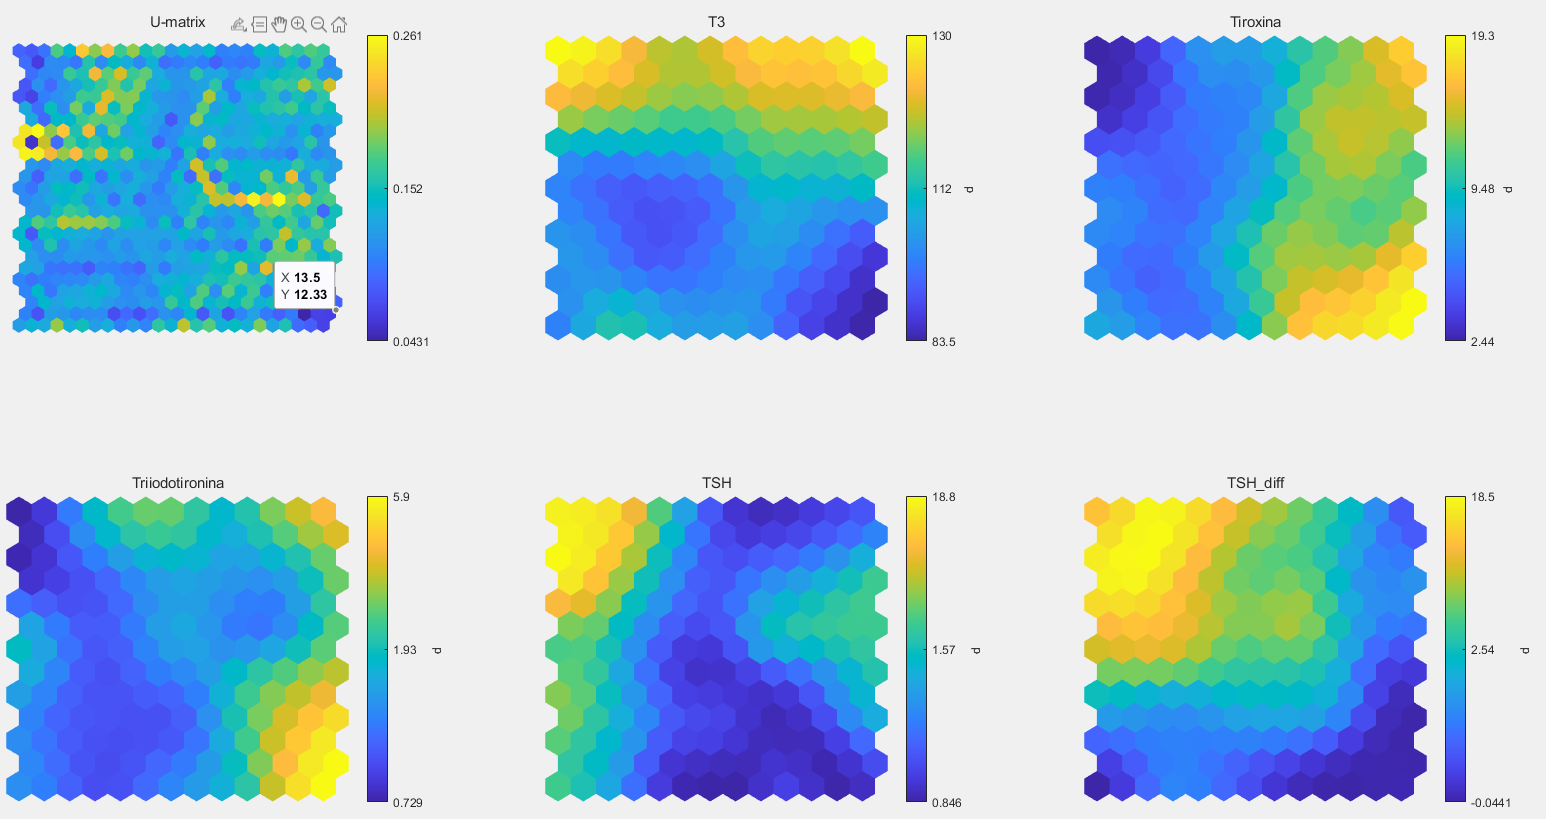 U-matrix
0.261
0.152
0.0431
X 13.5
Y 12.33
T3
130
112
d
83.5
Tiroxina
19.3
9.48
d
2.44
Triiodotironina
5.9
1.93
d
0.729
TSH
18.8
1.57
d
0.846
TSH_diff
18.5
2.54
d
-0.0441